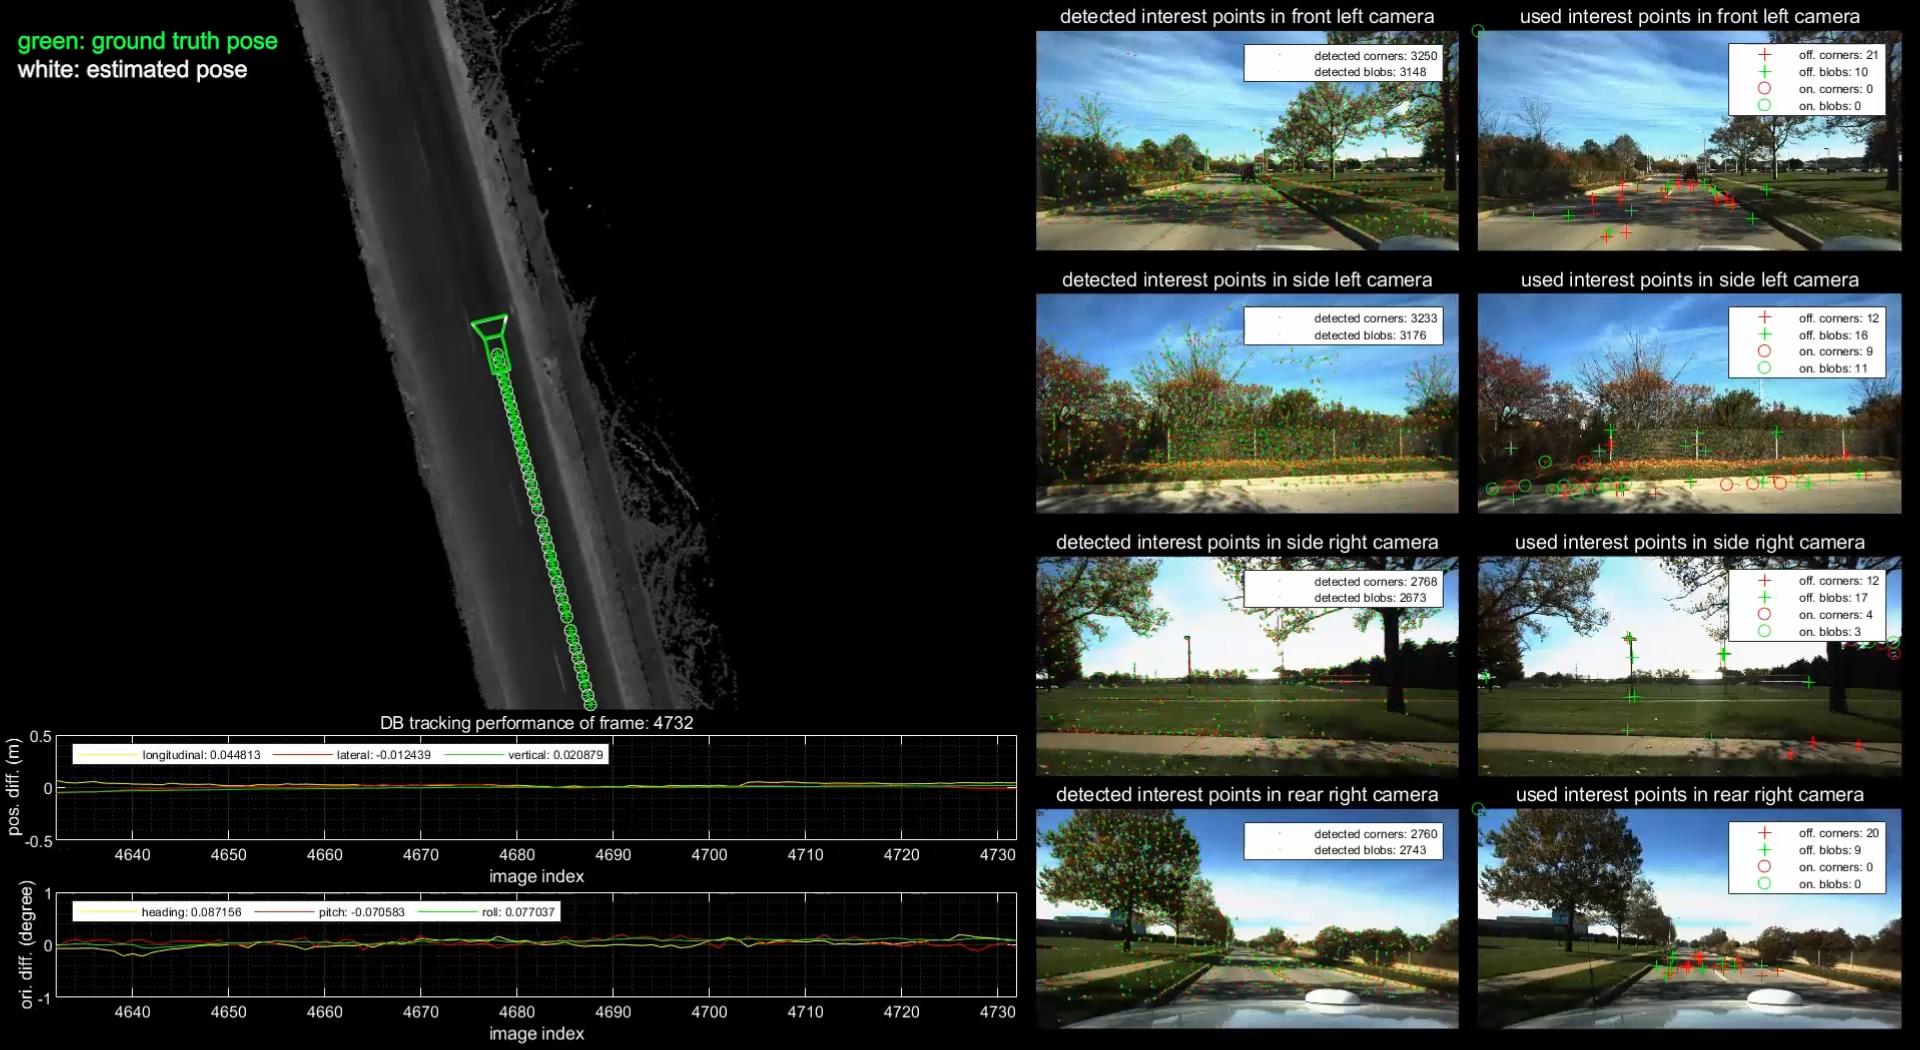 green: ground truth pose
white: estimated pose
DB tracking performance of frame: 4732
pos. diff. (m)
0.5
0
-0.5
longitudinal: 0.044813 lateral: -0.012439 vertical: 0.020879
4640 4650 4660 4670 4680 4690 4700 4710 4720 4730
image index
ori. diff. (degree)
1
0
-1
heading: 0.087156 pitch: -0.070583 roll: 0.077037
4640 4650 4660 4670 4680 4690 4700 4710 4720 4730
image index
detected interest points in front left camera
detected corners: 3250
detected blobs: 3148
used interest points in front left camera
off. corners: 21
off. blobs: 10
on. corners: 0
on. blobs: 0
detected interest points in side left camera
detected corners: 3233
detected blobs: 3176
used interest points in side left camera
off. corners: 12
off. blobs: 16
on. corners: 9
on. blobs: 11
detected interest points in side right camera
detected corners: 2768
detected blobs: 2673
used interest points in side right camera
off. corners: 12
off. blobs: 17
on. corners: 4
on. blobs: 3
detected interest points in rear right camera
detected corners: 2760
detected blobs: 2743
used interest points in rear right camera
off. corners: 20
off. blobs: 9
on. corners: 0
on. blobs: 0